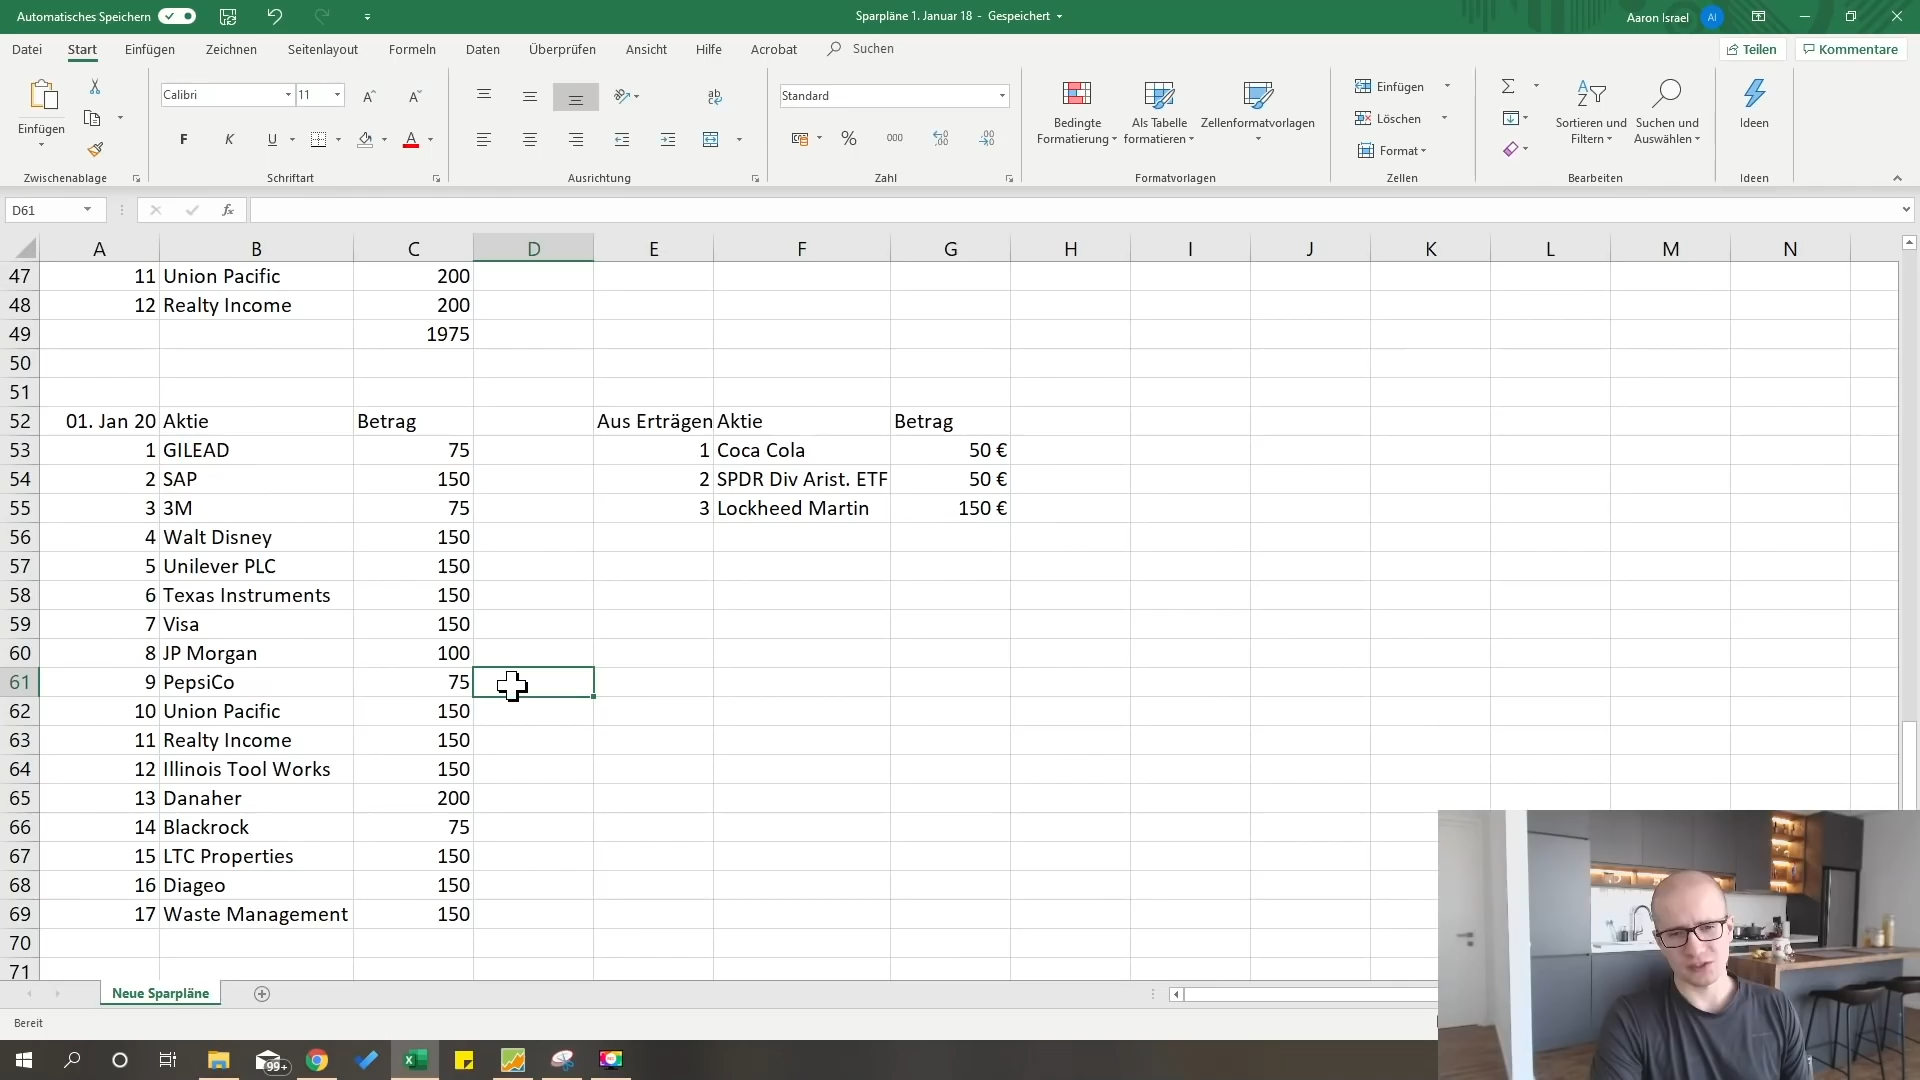 Automatisches Speichern
Sparpläne 1. Januar 18 - Gespeichert
Aaron Israel
AI
Datei
Start
Einfügen
Zeichnen
Seitenlayout
Formeln
Daten
Überprüfen
Ansicht
Hilfe
Acrobat
Suchen
Teilen
Kommentare
Einfügen
Zwischenablage
Calibri
11
F
K
U
Schriftart
Ausrichtung
Standard
%
000
Zahl
Bedingte
Formatierung
Als Tabelle
formatieren
Zellenformatvorlagen
Formatvorlagen
Einfügen
Löschen
Format
Zellen
Sortieren und
Filtern
Suchen und
Auswählen
Bearbeiten
Ideen
Ideen
D61
fx
A B C D E F G H I J K L M N
47 11 Union Pacific 200
48 12 Realty Income 200
49 1975
50
51
52 01. Jan 20 Aktie Betrag Aus Erträgen Aktie Betrag
53 1 GILEAD 75 1 Coca Cola 50 €
54 2 SAP 150 2 SPDR Div Arist. ETF 50 €
55 3 3M 75 3 Lockheed Martin 150 €
56 4 Walt Disney 150
57 5 Unilever PLC 150
58 6 Texas Instruments 150
59 7 Visa 150
60 8 JP Morgan 100
61 9 PepsiCo 75
62 10 Union Pacific 150
63 11 Realty Income 150
64 12 Illinois Tool Works 150
65 13 Danaher 200
66 14 Blackrock 75
67 15 LTC Properties 150
68 16 Diageo 150
69 17 Waste Management 150
70
71
Neue Sparpläne
Bereit
99+